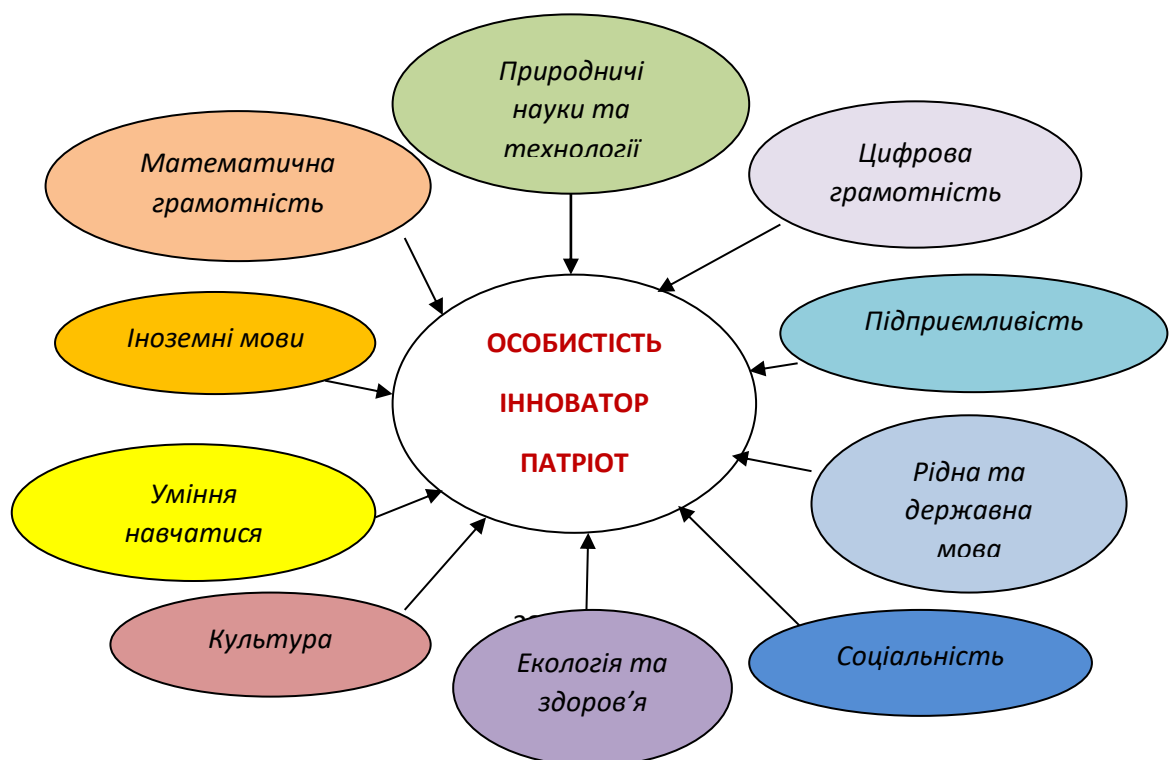 Природничі
науки та
технології
Математична
грамотність
Цифрова
грамотність
Іноземні мови
Підприємливість
ОСОБИСТІСТЬ
ІННОВАТОР
ПАТРІОТ
Уміння
навчатися
Рідна та
державна
мова
Культура
Екологія та
здоров’я
Соціальність